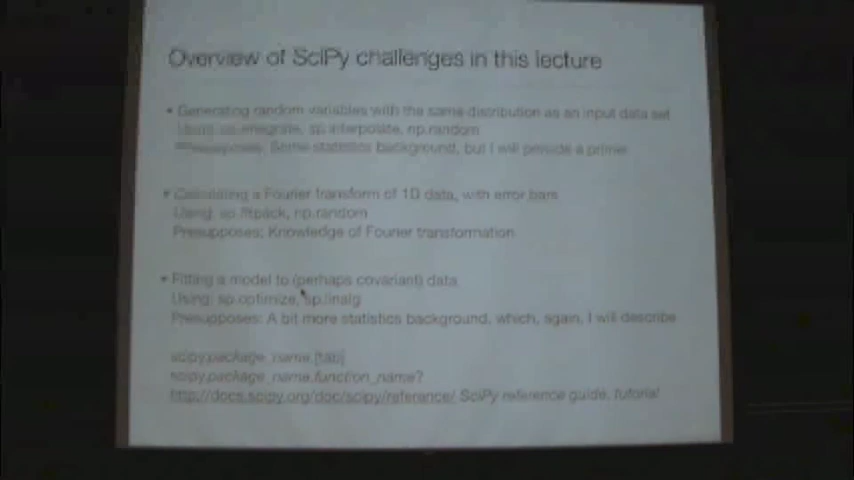 Overview of SciPy challenges in this lecture
• Generating random variables with the same distribution as an input data set
Using: sp.integrate, sp.interpolate, np.random
Presupposes: Some statistics background, but I will provide a primer
• Calculating a Fourier transform of 1D data, with error bars
Using: sp.fftpack, np.random
Presupposes: Knowledge of Fourier transformation
• Fitting a model to (perhaps covariant) data
Using: sp.optimize, sp.linalg
Presupposes: A bit more statistics background, which, again, I will describe
scipy.package_name.[tab]
scipy.package_name.function_name?
http://docs.scipy.org/doc/scipy/reference/ SciPy reference guide, tutorial